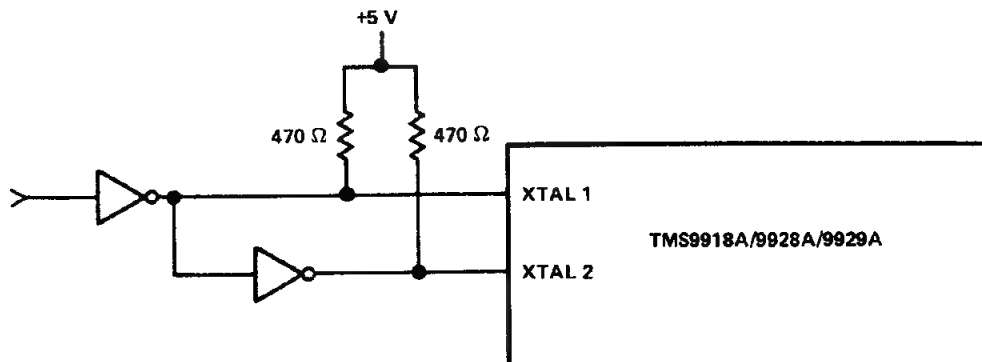 +5 V
470 Ω
470 Ω
XTAL 1
TMS9918A/9928A/9929A
XTAL 2